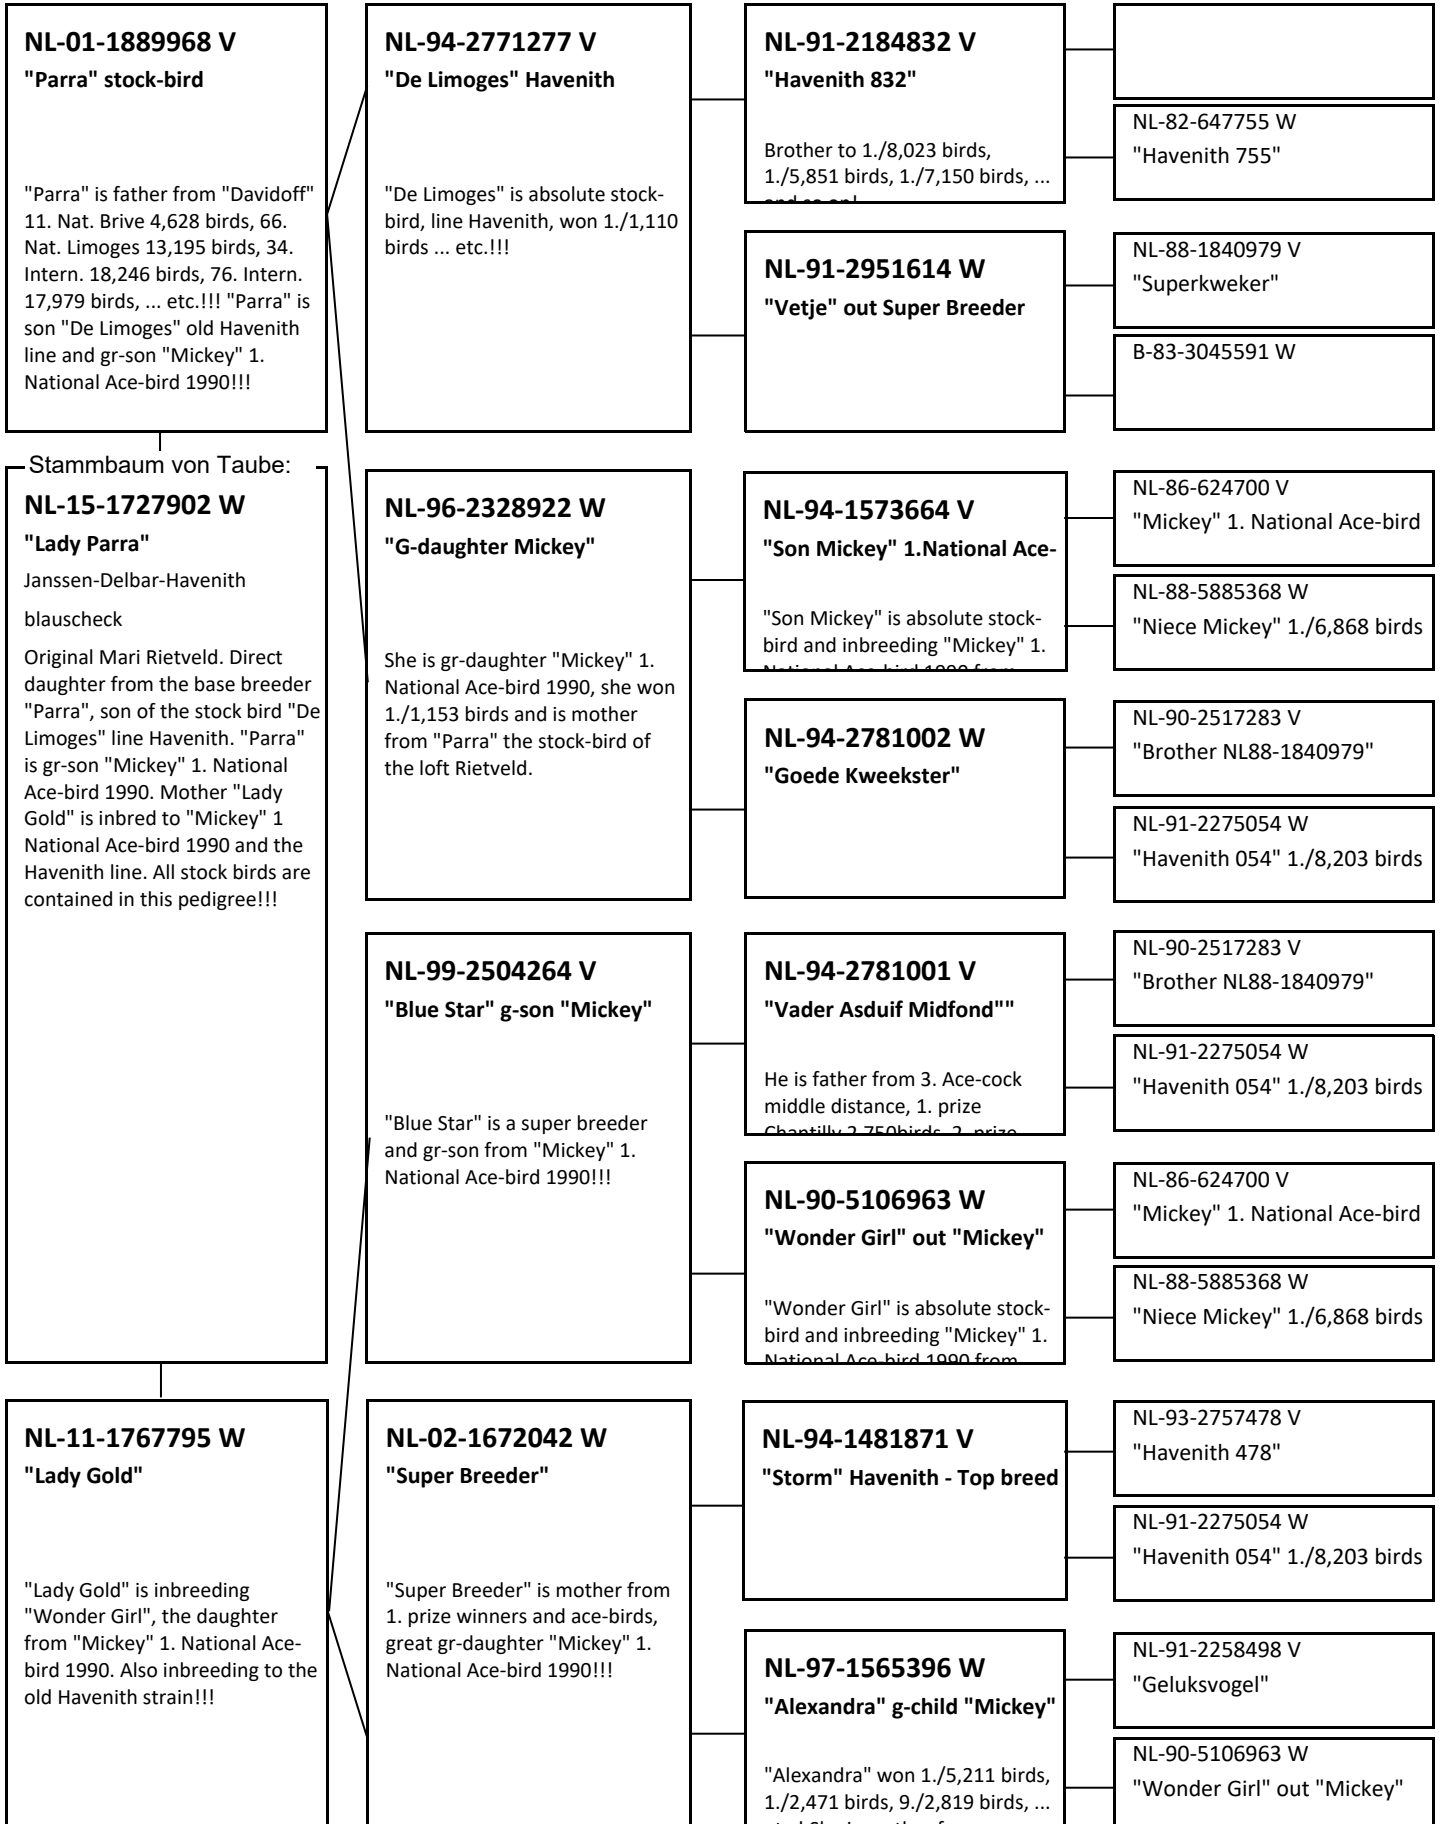 NL-01-1889968 V
"Parra" stock-bird
"Parra" is father from "Davidoff"
11. Nat. Brive 4,628 birds, 66.
Nat. Limoges 13,195 birds, 34.
Intern. 18,246 birds, 76. Intern.
17,979 birds, ... etc.!!! "Parra" is
son "De Limoges" old Havenith
line and gr-son "Mickey" 1.
National Ace-bird 1990!!!
Stammbaum von Taube:
NL-15-1727902 W
"Lady Parra"
Janssen-Delbar-Havenith
blauscheck
Original Mari Rietveld. Direct
daughter from the base breeder
"Parra", son of the stock bird "De
Limoges" line Havenith. "Parra"
is gr-son "Mickey" 1. National
Ace-bird 1990. Mother "Lady
Gold" is inbred to "Mickey" 1
National Ace-bird 1990 and the
Havenith line. All stock birds are
contained in this pedigree!!!
NL-11-1767795 W
"Lady Gold"
"Lady Gold" is inbreeding
"Wonder Girl", the daughter
from "Mickey" 1. National Ace-
bird 1990. Also inbreeding to the
old Havenith strain!!!
NL-94-2771277 V
"De Limoges" Havenith
"De Limoges" is absolute stock-
bird, line Havenith, won 1./1,110
birds ... etc.!!!
NL-96-2328922 W
"G-daughter Mickey"
She is gr-daughter "Mickey" 1.
National Ace-bird 1990, she won
1./1,153 birds and is mother
from "Parra" the stock-bird of
the loft Rietveld.
NL-99-2504264 V
"Blue Star" g-son "Mickey"
"Blue Star" is a super breeder
and gr-son from "Mickey" 1.
National Ace-bird 1990!!!
NL-02-1672042 W
"Super Breeder"
"Super Breeder" is mother from
1. prize winners and ace-birds,
great gr-daughter "Mickey" 1.
National Ace-bird 1990!!!
NL-91-2184832 V
"Havenith 832"
Brother to 1./8,023 birds,
1./5,851 birds, 1./7,150 birds, ...
and so on!
NL-91-2951614 W
"Vetje" out Super Breeder
NL-94-1573664 V
"Son Mickey" 1.National Ace-
"Son Mickey" is absolute stock-
bird and inbreeding "Mickey" 1.
National Ace-bird 1990 from
NL-94-2781002 W
"Goede Kweekster"
NL-94-2781001 V
"Vader Asduif Midfond""
He is father from 3. Ace-cock
middle distance, 1. prize
Chantilly 2,750birds, 2. prize
NL-90-5106963 W
"Wonder Girl" out "Mickey"
"Wonder Girl" is absolute stock-
bird and inbreeding "Mickey" 1.
National Ace-bird 1990 from
NL-94-1481871 V
"Storm" Havenith - Top breed
NL-97-1565396 W
"Alexandra" g-child "Mickey"
"Alexandra" won 1./5,211 birds,
1./2,471 birds, 9./2,819 birds, ...
NL-82-647755 W
"Havenith 755"
NL-88-1840979 V
"Superkweker"
B-83-3045591 W
NL-86-624700 V
"Mickey" 1. National Ace-bird
NL-88-5885368 W
"Niece Mickey" 1./6,868 birds
NL-90-2517283 V
"Brother NL88-1840979"
NL-91-2275054 W
"Havenith 054" 1./8,203 birds
NL-90-2517283 V
"Brother NL88-1840979"
NL-91-2275054 W
"Havenith 054" 1./8,203 birds
NL-86-624700 V
"Mickey" 1. National Ace-bird
NL-88-5885368 W
"Niece Mickey" 1./6,868 birds
NL-93-2757478 V
"Havenith 478"
NL-91-2275054 W
"Havenith 054" 1./8,203 birds
NL-91-2258498 V
"Geluksvogel"
NL-90-5106963 W
"Wonder Girl" out "Mickey"